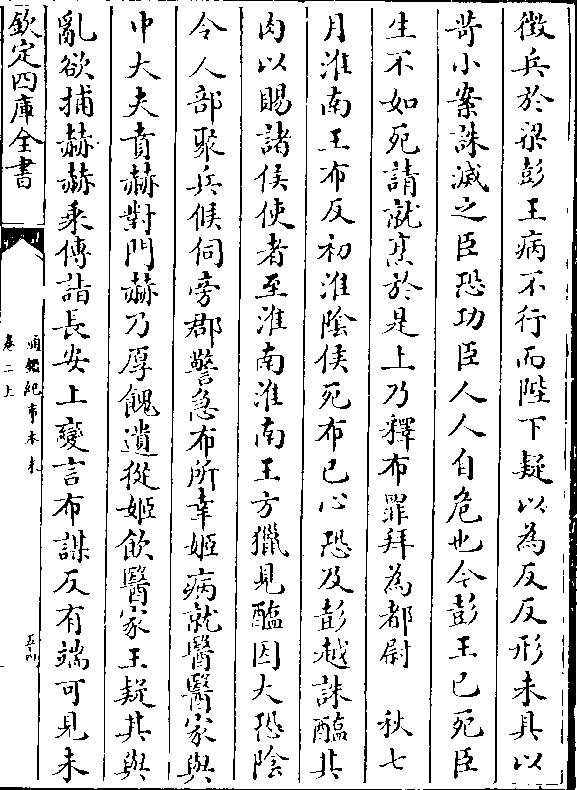 徵兵於梁彭王病不行而陛下疑以為反反形未具以
苛小案誅滅之臣恐功臣人人自危也今彭王已死臣
生不如死請就烹於是上乃釋布罪拜為都尉　秋七
月淮南王布反初淮陰侯死布已心恐及彭越誅醢其
肉以賜諸侯使者至淮南淮南王方獵見醢因大恐陰
令人部聚兵候伺旁郡警急布所幸姬病就醫醫家與
中大夫賁赫對門赫乃厚餽遺從姬飲醫家王疑其與
亂欲捕赫赫乘傳詣長安上變言布謀反有端可見未
欽定四庫全書
通鑑紀事本末
卷二上